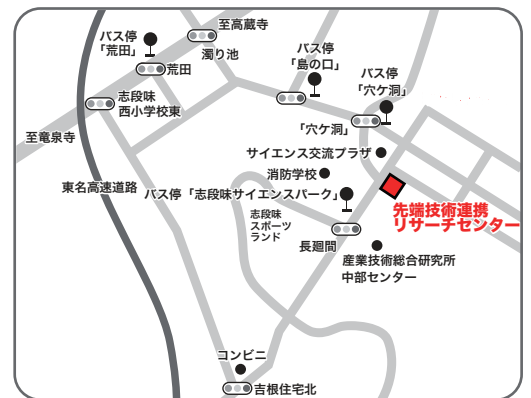 至高蔵寺
バス停
「荒田」
濁り池
荒田
バス停
「島の口」
バス停
「穴ケ洞」
志段味
西小学校東
「穴ケ洞」
至竜泉寺
サイエンス交流プラザ
消防学校
東名高速道路
バス停「志段味サイエンスパーク」
先端技術連携
リサーチセンター
志段味
スポーツ
ランド
長廻間
産業技術総合研究所
中部センター
コンビニ
吉根住宅北